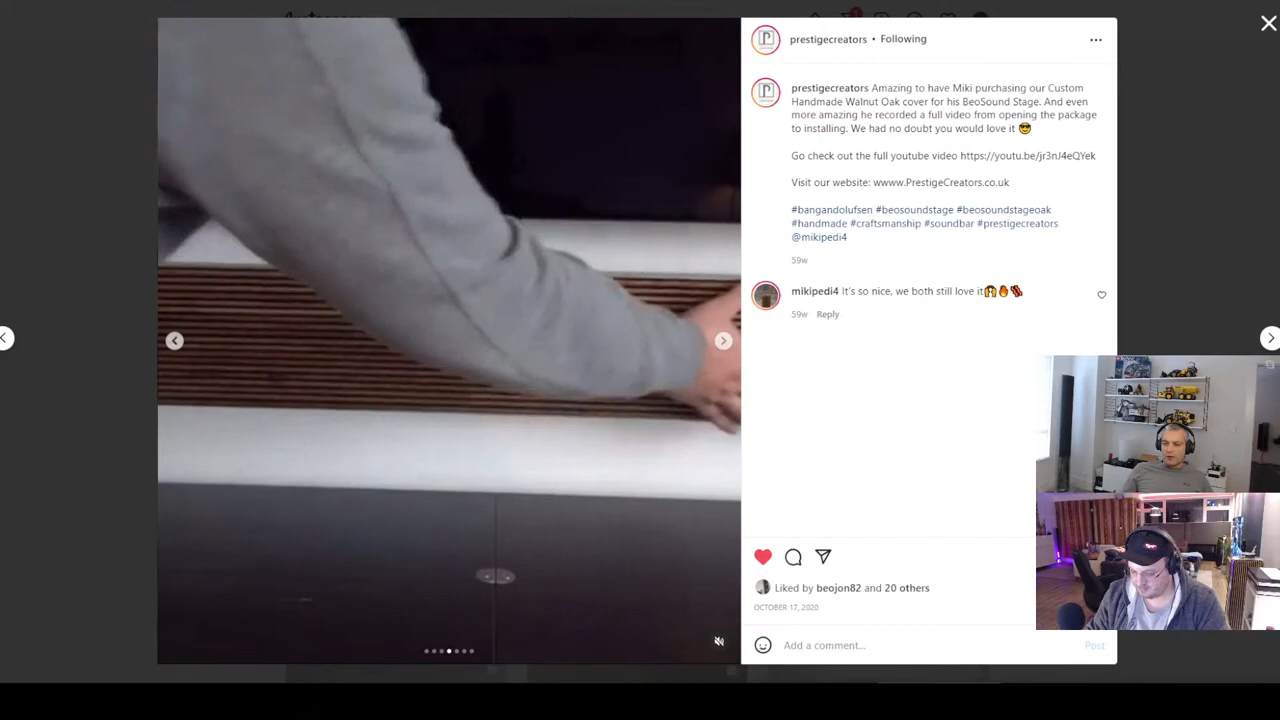 prestigecreators • Following
prestigecreators Amazing to have Miki purchasing our Custom
Handmade Walnut Oak cover for his BeoSound Stage. And even
more amazing he recorded a full video from opening the package
to installing. We had no doubt you would love it 😎
Go check out the full youtube video https://youtu.be/jr3nJ4eQYek
Visit our website: wwww.PrestigeCreators.co.uk
#bangandolufsen #beosoundstage #beosoundstageoak
#handmade #craftsmanship #soundbar #prestigecreators
@mikipedi4
59w
mikipedi4 It's so nice, we both still love it
59w Reply
Liked by beojon82 and 20 others
OCTOBER 17, 2020
Add a comment...
Post